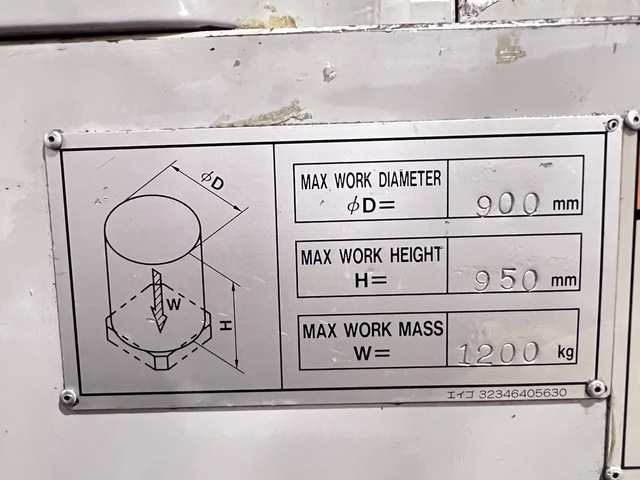 φD
W
H
MAX WORK DIAMETER
φD= 900 mm
MAX WORK HEIGHT
H= 950 mm
MAX WORK MASS
W= 1200 kg
エイコ 32346405630